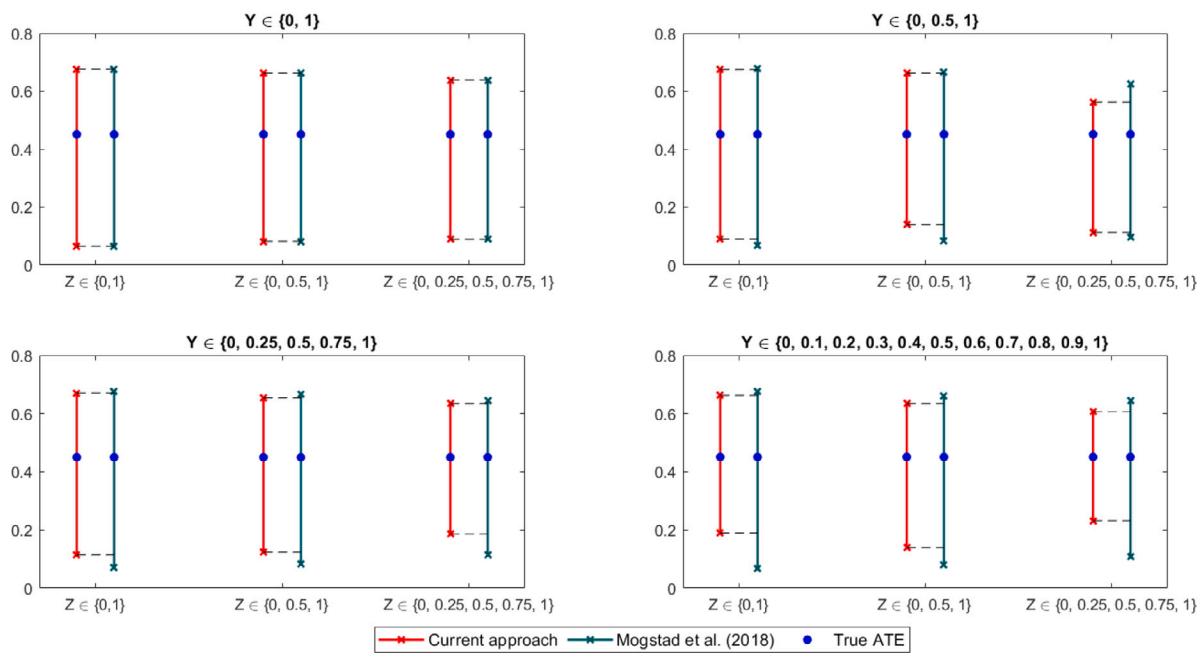 Y ∈ {0, 1}
0.8
0.6
0.4
0.2
0
Z ∈ {0,1}
Z ∈ {0, 0.5, 1}
Z ∈ {0, 0.25, 0.5, 0.75, 1}
Y ∈ {0, 0.5, 1}
0.8
0.6
0.4
0.2
0
Z ∈ {0,1}
Z ∈ {0, 0.5, 1}
Z ∈ {0, 0.25, 0.5, 0.75, 1}
Y ∈ {0, 0.25, 0.5, 0.75, 1}
0.8
0.6
0.4
0.2
0
Z ∈ {0,1}
Z ∈ {0, 0.5, 1}
Z ∈ {0, 0.25, 0.5, 0.75, 1}
Y ∈ {0, 0.1, 0.2, 0.3, 0.4, 0.5, 0.6, 0.7, 0.8, 0.9, 1}
0.8
0.6
0.4
0.2
0
Z ∈ {0,1}
Z ∈ {0, 0.5, 1}
Z ∈ {0, 0.25, 0.5, 0.75, 1}
Current approach
Mogstad et al. (2018)
True ATE